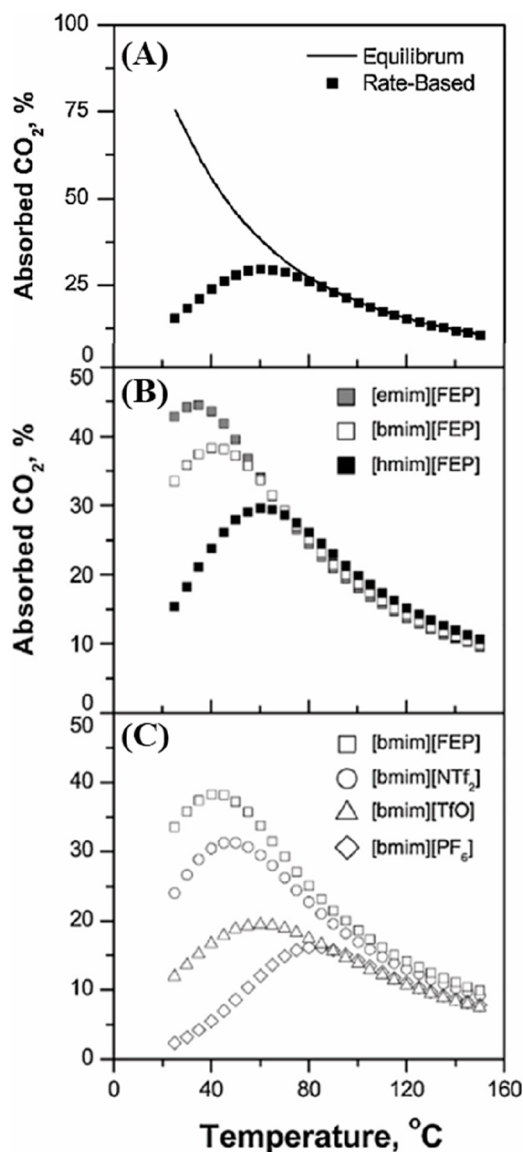 100
(A)
Equilibrum
Rate-Based
75
50
25
0
Absorbed CO₂, %
50
(B)
[emim][FEP]
[bmim][FEP]
[hmim][FEP]
40
30
20
10
0
Absorbed CO₂, %
50
(C)
[bmim][FEP]
[bmim][NTf₂]
[bmim][TfO]
[bmim][PF₆]
40
30
20
10
0
0 40 80 120 160
Temperature, °C